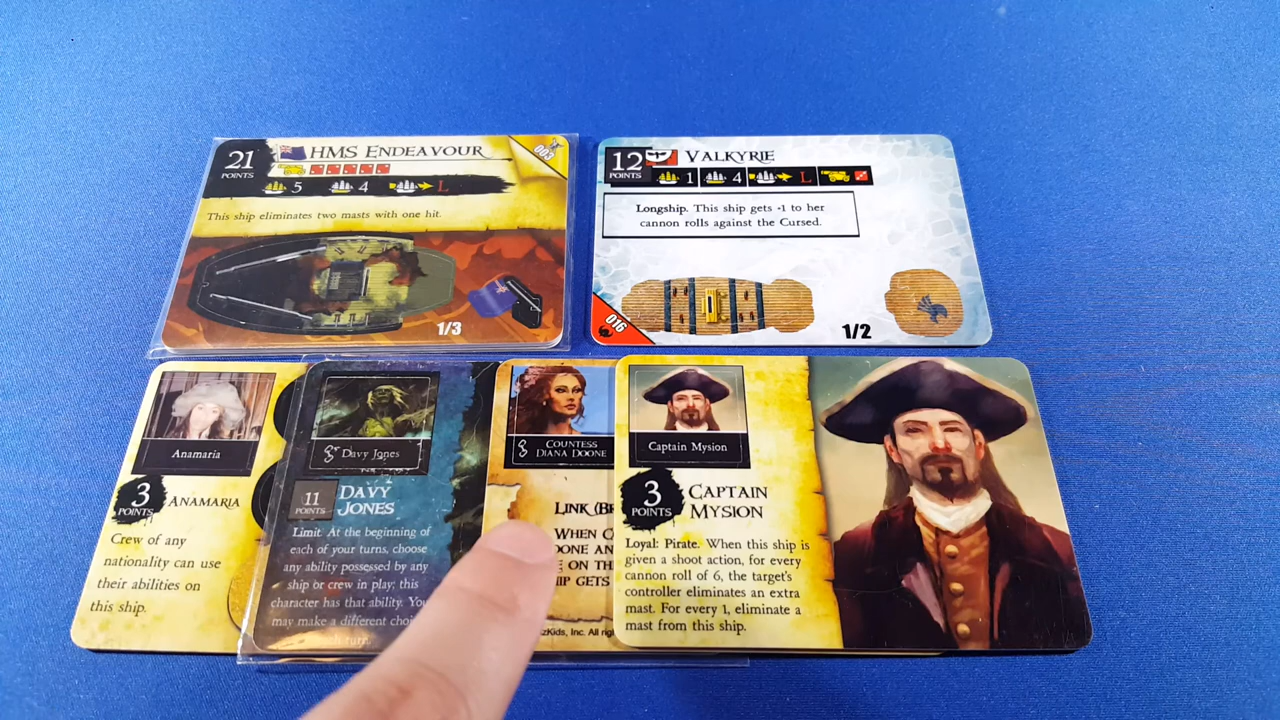 21
POINTS
HMS ENDEAVOUR
003
5 4 L
This ship eliminates two masts with one hit.
1/3
12
POINTS
VALKYRIE
1 4 L
Longship. This ship gets +1 to her
cannon rolls against the Cursed.
016
1/2
Anamaria
3
POINTS
ANAMARIA
Crew of any
nationality can use
their abilities on
this ship.
Davy Jones
11
POINTS
DAVY
JONES
Limit. At the beginning of
each of your turns, choose
any ability possessed by any
ship or crew in play; this
character has that ability. You
may make a different
turn.
COUNTESS
DIANA DOONE
LINK
WHEN
ON
GETS
Inc. All
Captain Mysion
3
POINTS
CAPTAIN
MYSION
Loyal: Pirate. When this ship is
given a shoot action, for every
cannon roll of 6, the target's
controller eliminates an extra
mast. For every 1, eliminate a
mast from this ship.